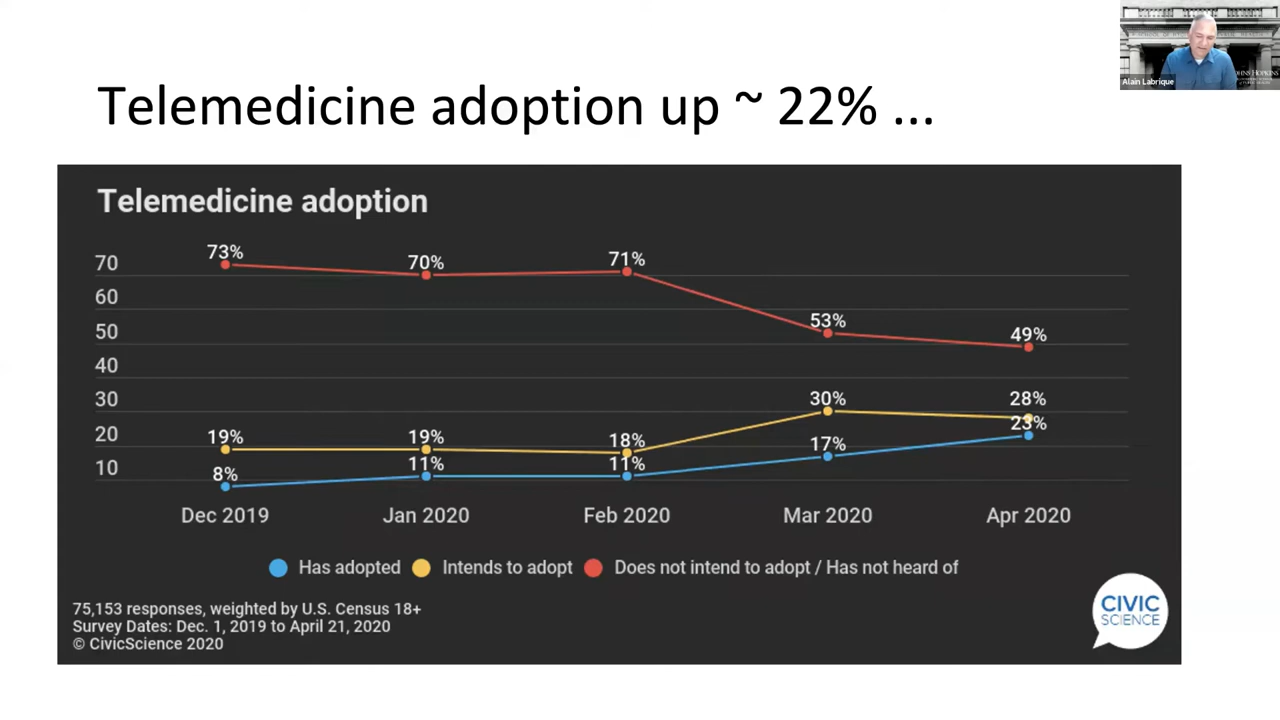 Alain Labrique
JOHNS HOPKINS
Telemedicine adoption up ~ 22% ...
Telemedicine adoption
73%
70%
71%
53%
49%
70
60
50
40
30
20
10
19%
19%
18%
30%
28%
8%
11%
11%
17%
23%
Dec 2019 Jan 2020 Feb 2020 Mar 2020 Apr 2020
Has adopted Intends to adopt Does not intend to adopt / Has not heard of
75,153 responses, weighted by U.S. Census 18+
Survey Dates: Dec. 1, 2019 to April 21, 2020
© CivicScience 2020
CIVIC
SCIENCE